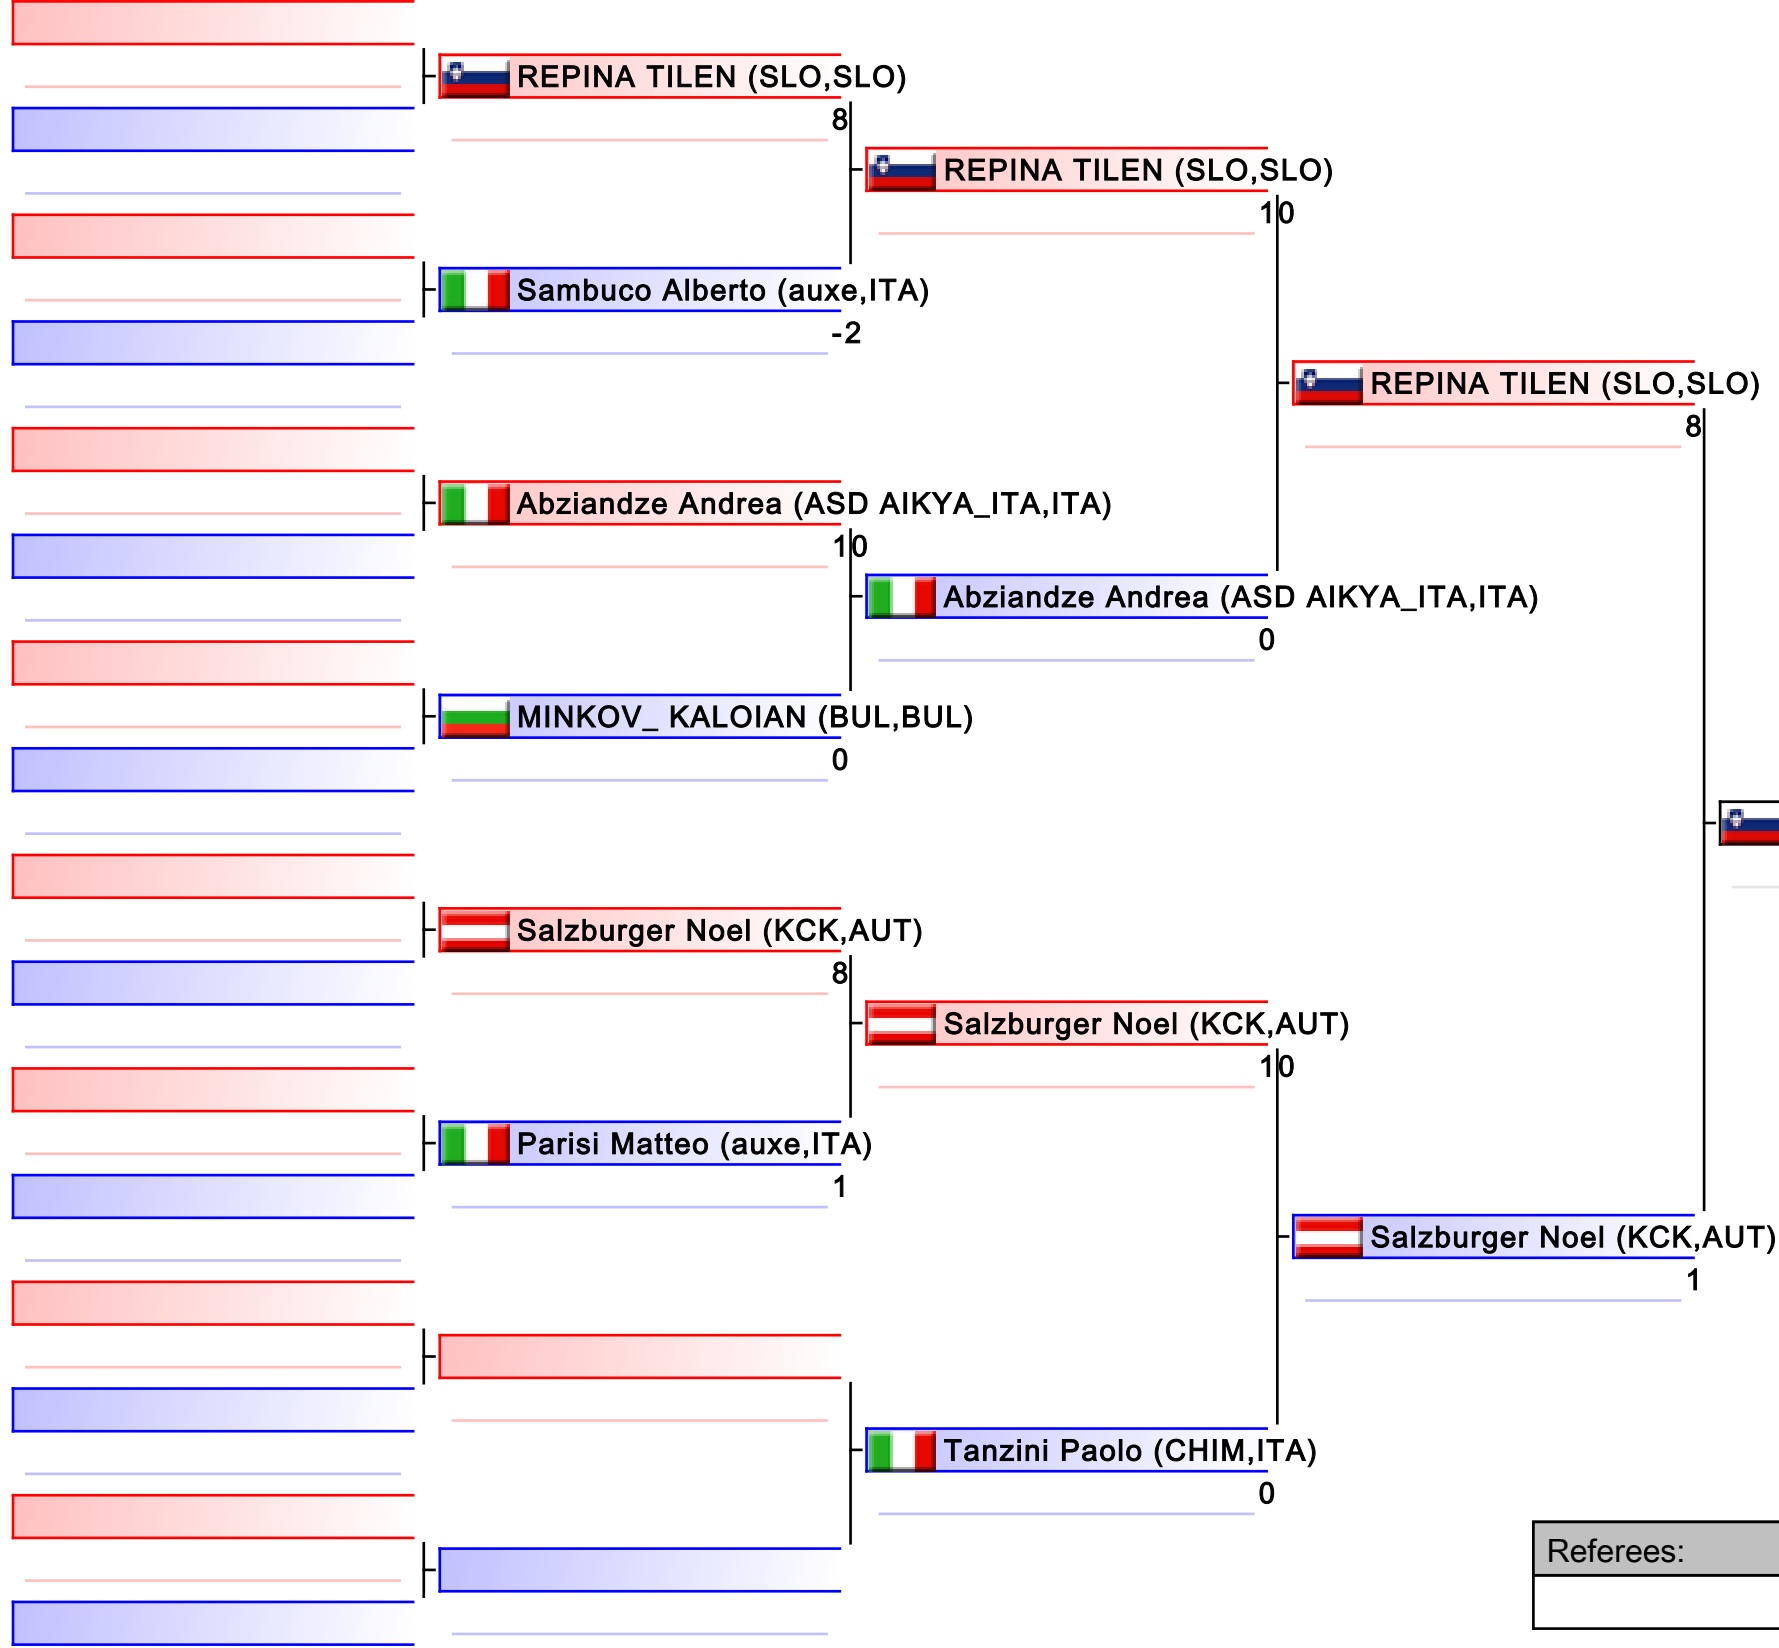 REPINA TILEN (SLO,SLO)
8
REPINA TILEN (SLO,SLO)
10
Sambuco Alberto (auxe,ITA)
-2
REPINA TILEN (SLO,SLO)
8
Abziandze Andrea (ASD AIKYA_ITA,ITA)
10
Abziandze Andrea (ASD AIKYA_ITA,ITA)
0
MINKOV_ KALOIAN (BUL,BUL)
0
Salzburger Noel (KCK,AUT)
8
Salzburger Noel (KCK,AUT)
10
Parisi Matteo (auxe,ITA)
1
Salzburger Noel (KCK,AUT)
1
Tanzini Paolo (CHIM,ITA)
0
Referees: